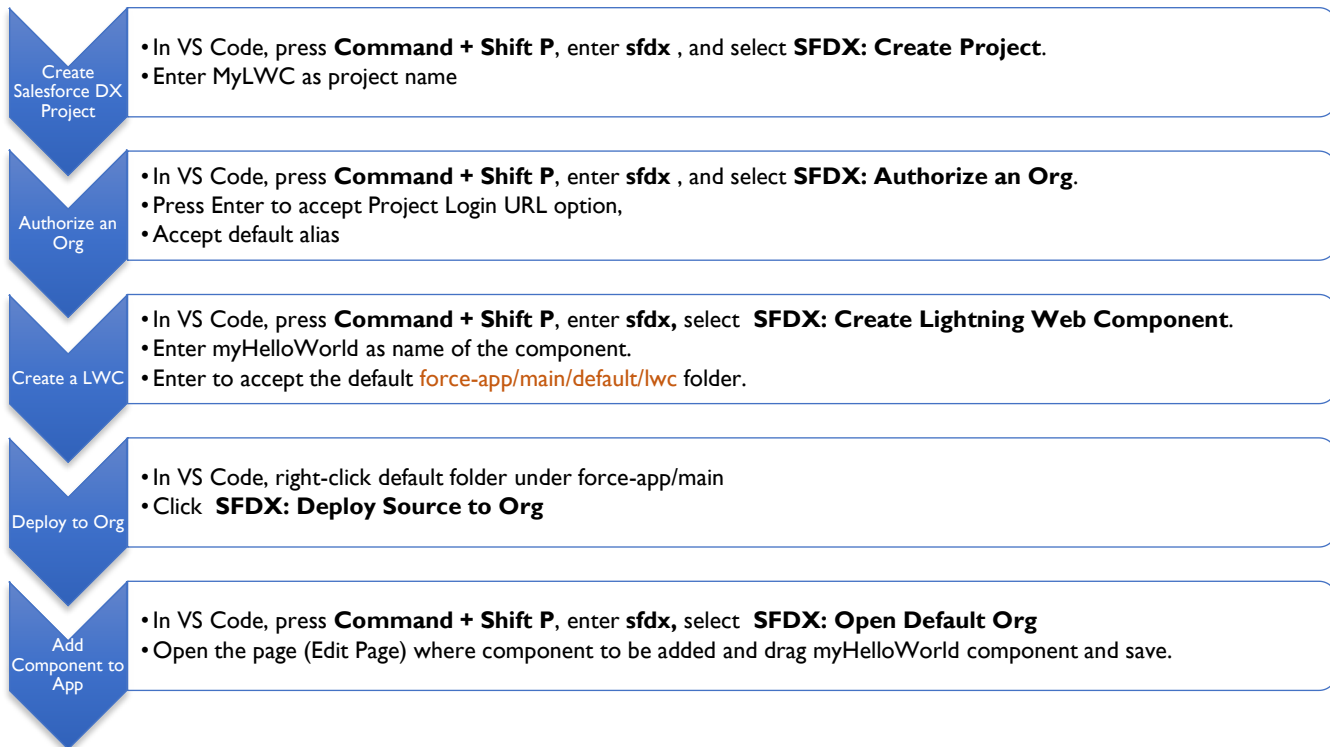 Create
Salesforce DX
Project
•In VS Code, press Command + Shift P, enter sfdx , and select SFDX: Create Project.
•Enter MyLWC as project name
Authorize an
Org
•In VS Code, press Command + Shift P, enter sfdx , and select SFDX: Authorize an Org.
•Press Enter to accept Project Login URL option,
•Accept default alias
Create a LWC
•In VS Code, press Command + Shift P, enter sfdx, select SFDX: Create Lightning Web Component.
•Enter myHelloWorld as name of the component.
•Enter to accept the default force-app/main/default/lwc folder.
Deploy to Org
•In VS Code, right-click default folder under force-app/main
•Click SFDX: Deploy Source to Org
Add
Component to
App
•In VS Code, press Command + Shift P, enter sfdx, select SFDX: Open Default Org
•Open the page (Edit Page) where component to be added and drag myHelloWorld component and save.